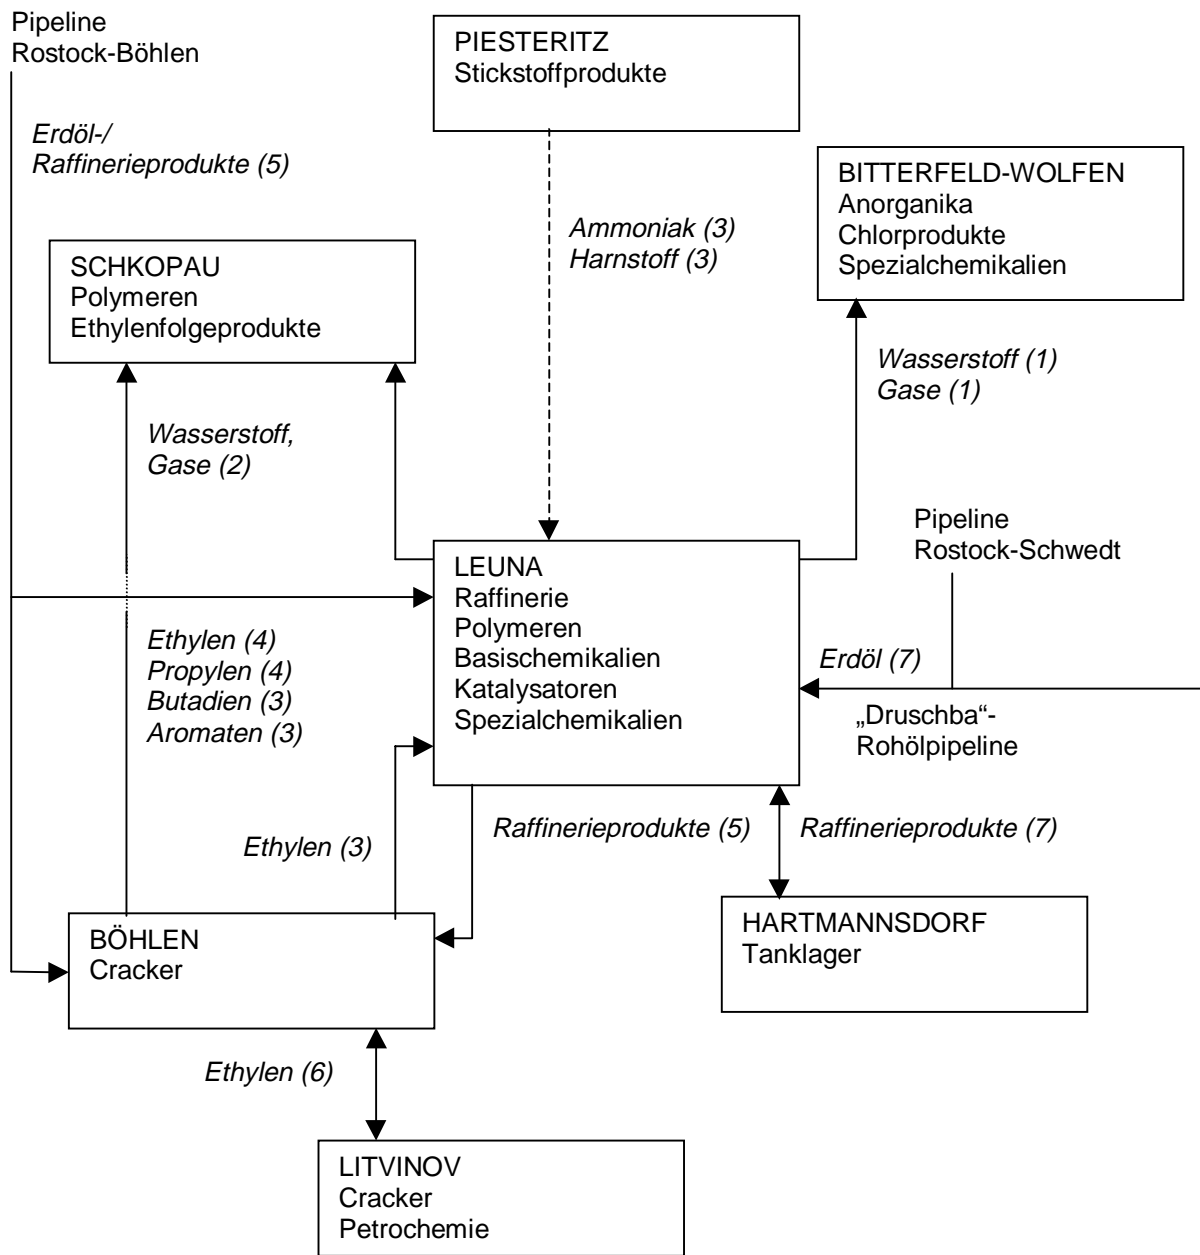 Pipeline
Rostock-Böhlen
PIESTERITZ
Stickstoffprodukte
Erdöl-/
Raffinerieprodukte (5)
BITTERFELD-WOLFEN
Anorganika
Chlorprodukte
Spezialchemikalien
Ammoniak (3)
Harnstoff (3)
SCHKOPAU
Polymeren
Ethylenfolgeprodukte
Wasserstoff (1)
Gase (1)
Wasserstoff,
Gase (2)
Pipeline
Rostock-Schwedt
LEUNA
Raffinerie
Polymeren
Basischemikalien
Katalysatoren
Spezialchemikalien
Ethylen (4)
Propylen (4)
Butadien (3)
Aromaten (3)
Erdöl (7)
„Druschba“-
Rohölpipeline
Ethylen (3)
Raffinerieprodukte (5)
Raffinerieprodukte (7)
BÖHLEN
Cracker
HARTMANNSDORF
Tanklager
Ethylen (6)
LITVINOV
Cracker
Petrochemie